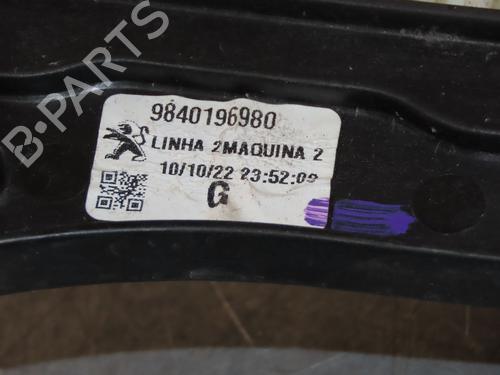 B-PARTS
9840196980
LINHA 2MAQUINA 2
10/10/22 23:52:09
G